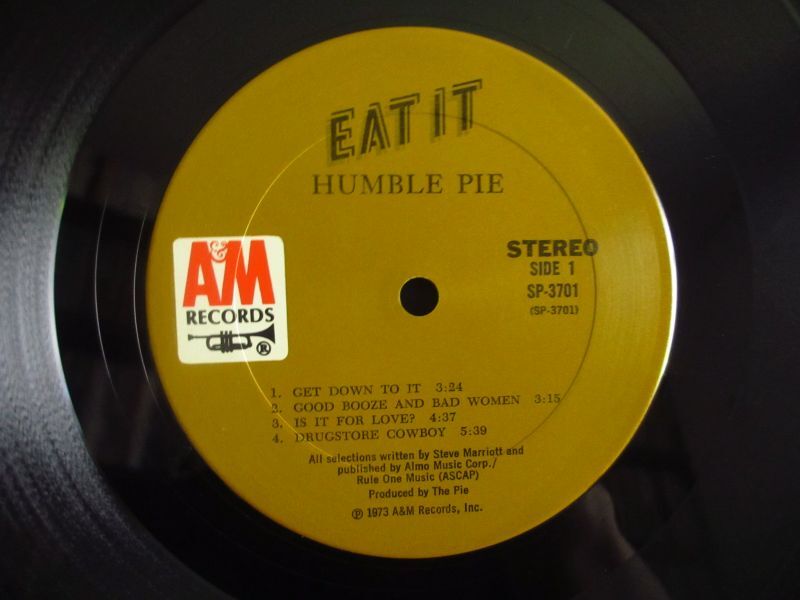 EAT IT
HUMBLE PIE
A&M
RECORDS
®
STEREO
SIDE 1
SP-3701
(SP-3701)
1. GET DOWN TO IT 3:24
2. GOOD BOOZE AND BAD WOMEN 3:15
3. IS IT FOR LOVE? 4:37
4. DRUGSTORE COWBOY 5:39
All selections written by Steve Marriott and
published by Almo Music Corp./
Rule One Music (ASCAP)
Produced by The Pie
℗ 1973 A&M Records, Inc.